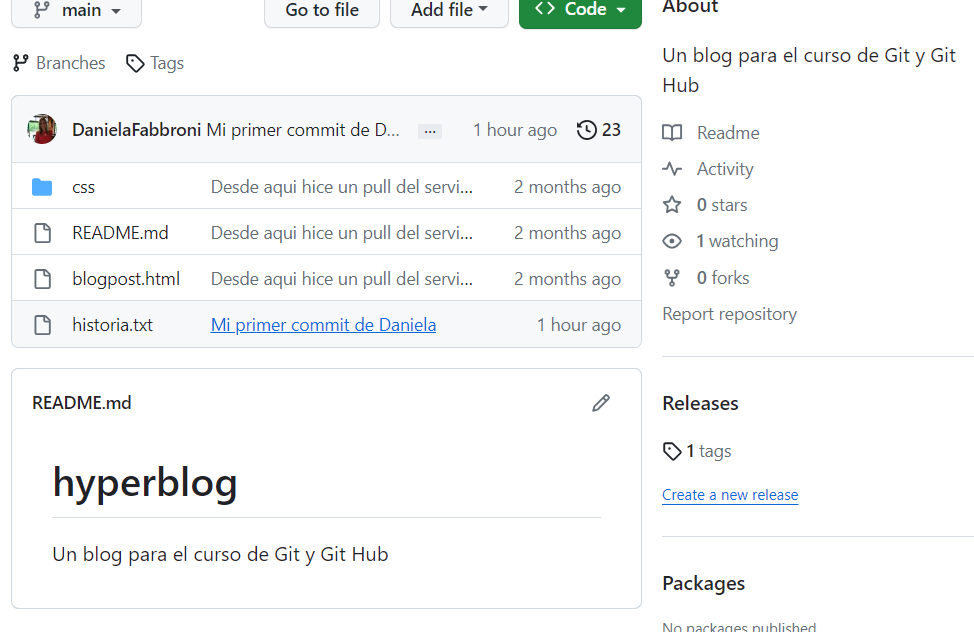 main
Go to file
Add file
Code
Branches
Tags
DanielaFabbroni Mi primer commit de D... ... 1 hour ago 23
css Desde aqui hice un pull del servi... 2 months ago
README.md Desde aqui hice un pull del servi... 2 months ago
blogpost.html Desde aqui hice un pull del servi... 2 months ago
historia.txt Mi primer commit de Daniela 1 hour ago
README.md
hyperblog
Un blog para el curso de Git y Git Hub
About
Un blog para el curso de Git y Git
Hub
Readme
Activity
0 stars
1 watching
0 forks
Report repository
Releases
1 tags
Create a new release
Packages
No packages published